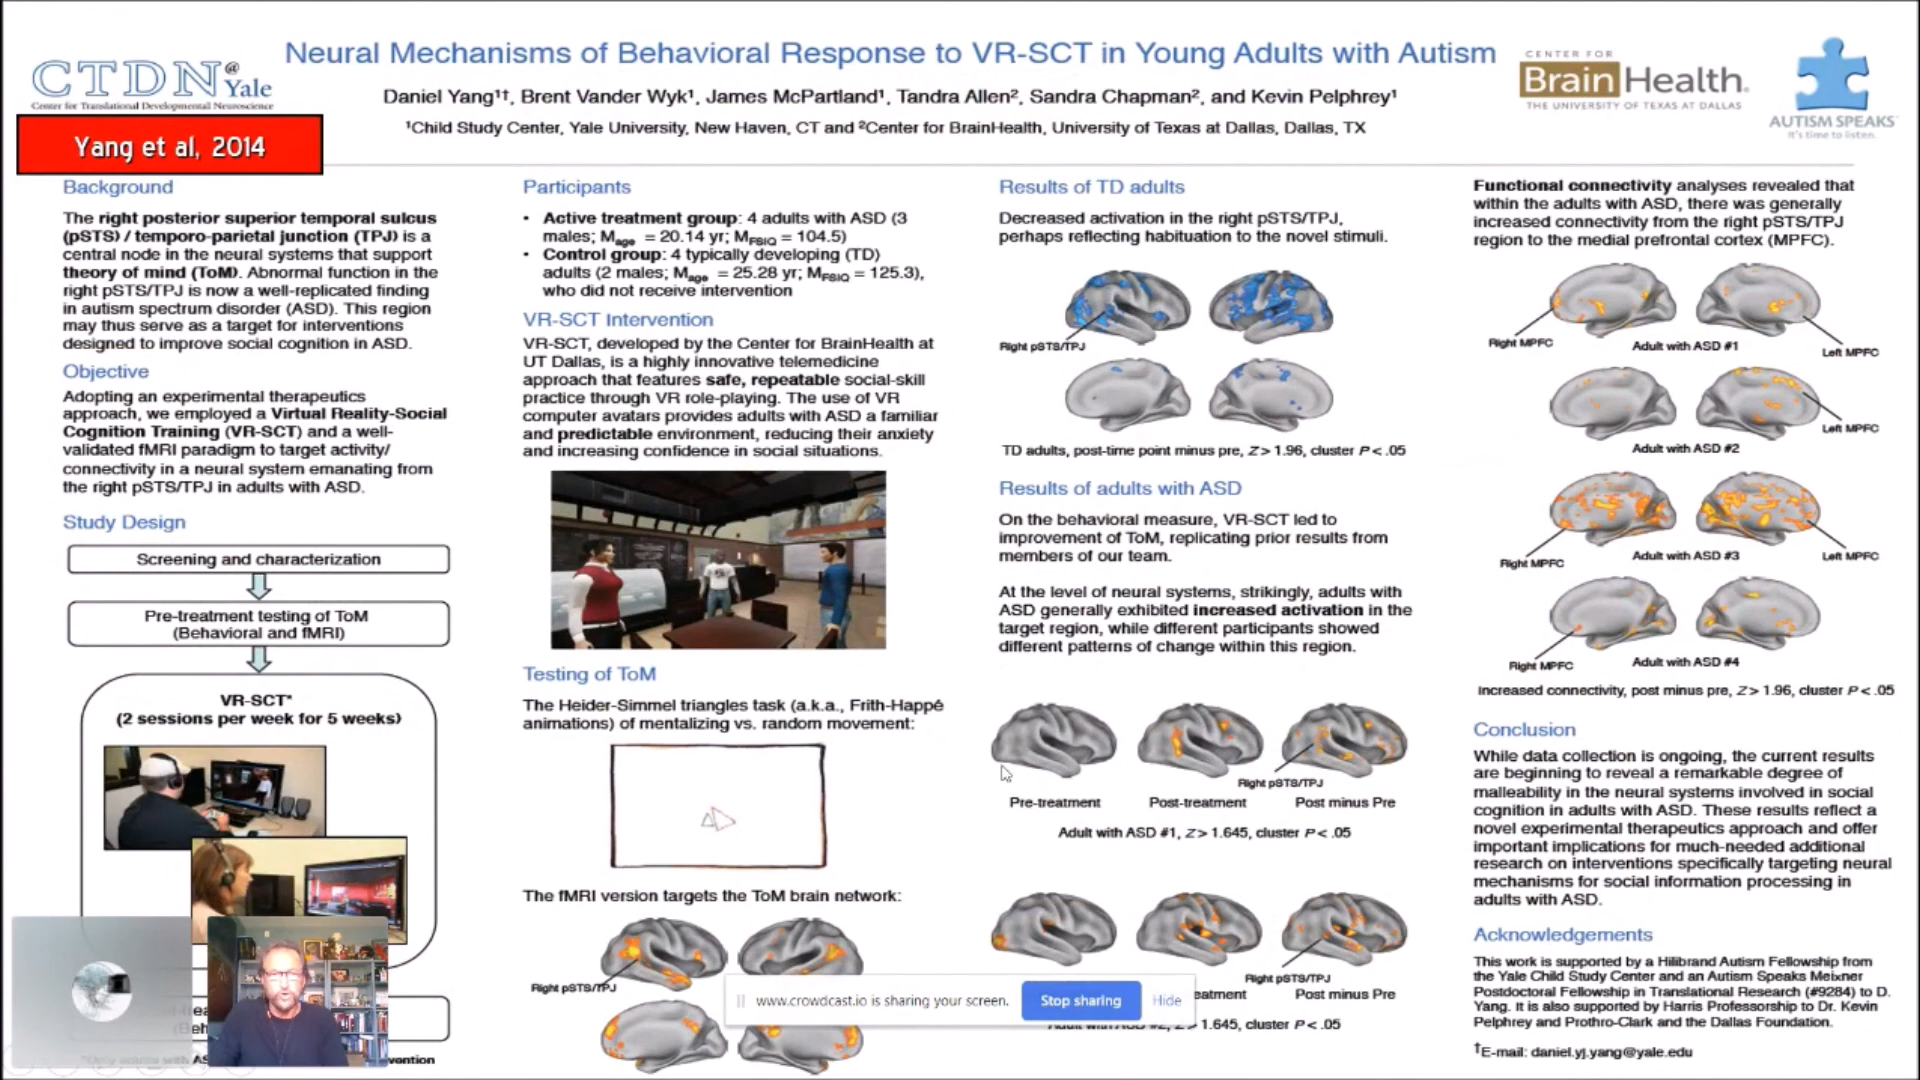 CTDN@Yale
Center for Translational Developmental Neuroscience
Yang et al, 2014
Neural Mechanisms of Behavioral Response to VR-SCT in Young Adults with Autism
Daniel Yang¹†, Brent Vander Wyk¹, James McPartland¹, Tandra Allen², Sandra Chapman², and Kevin Pelphrey¹
¹Child Study Center, Yale University, New Haven, CT and ²Center for BrainHealth, University of Texas at Dallas, Dallas, TX
CENTER FOR
BrainHealth.
THE UNIVERSITY OF TEXAS AT DALLAS
AUTISM SPEAKS
It's time to listen.
Background
The right posterior superior temporal sulcus
(pSTS) / temporo-parietal junction (TPJ) is a
central node in the neural systems that support
theory of mind (ToM). Abnormal function in the
right pSTS/TPJ is now a well-replicated finding
in autism spectrum disorder (ASD). This region
may thus serve as a target for interventions
designed to improve social cognition in ASD.
Objective
Adopting an experimental therapeutics
approach, we employed a Virtual Reality-Social
Cognition Training (VR-SCT) and a well-
validated fMRI paradigm to target activity/
connectivity in a neural system emanating from
the right pSTS/TPJ in adults with ASD.
Study Design
Screening and characterization
Pre-treatment testing of ToM
(Behavioral and fMRI)
VR-SCT*
(2 sessions per week for 5 weeks)
Participants
• Active treatment group: 4 adults with ASD (3
males; Mage = 20.14 yr; MFSIQ = 104.5)
• Control group: 4 typically developing (TD)
adults (2 males; Mage = 25.28 yr; MFSIQ = 125.3),
who did not receive intervention
VR-SCT Intervention
VR-SCT, developed by the Center for BrainHealth at
UT Dallas, is a highly innovative telemedicine
approach that features safe, repeatable social-skill
practice through VR role-playing. The use of VR
computer avatars provides adults with ASD a familiar
and predictable environment, reducing their anxiety
and increasing confidence in social situations.
Testing of ToM
The Heider-Simmel triangles task (a.k.a., Frith-Happé
animations) of mentalizing vs. random movement:
The fMRI version targets the ToM brain network:
Right pSTS/TPJ
Results of TD adults
Decreased activation in the right pSTS/TPJ,
perhaps reflecting habituation to the novel stimuli.
Right pSTS/TPJ
TD adults, post-time point minus pre, Z > 1.96, cluster P < .05
Results of adults with ASD
On the behavioral measure, VR-SCT led to
improvement of ToM, replicating prior results from
members of our team.
At the level of neural systems, strikingly, adults with
ASD generally exhibited increased activation in the
target region, while different participants showed
different patterns of change within this region.
Right pSTS/TPJ
Pre-treatment Post-treatment Post minus Pre
Adult with ASD #1, Z > 1.645, cluster P < .05
Right pSTS/TPJ
eatment Post minus Pre
1.645, cluster P < .05
www.crowdcast.io is sharing your screen. Stop sharing Hide
Functional connectivity analyses revealed that
within the adults with ASD, there was generally
increased connectivity from the right pSTS/TPJ
region to the medial prefrontal cortex (MPFC).
Right MPFC Adult with ASD #1 Left MPFC
Left MPFC
Adult with ASD #2
Right MPFC Adult with ASD #3 Left MPFC
Right MPFC Adult with ASD #4
Increased connectivity, post minus pre, Z > 1.96, cluster P < .05
Conclusion
While data collection is ongoing, the current results
are beginning to reveal a remarkable degree of
malleability in the neural systems involved in social
cognition in adults with ASD. These results reflect a
novel experimental therapeutics approach and offer
important implications for much-needed additional
research on interventions specifically targeting neural
mechanisms for social information processing in
adults with ASD.
Acknowledgements
This work is supported by a Hilibrand Autism Fellowship from
the Yale Child Study Center and an Autism Speaks Meixner
Postdoctoral Fellowship in Translational Research (#9284) to D.
Yang. It is also supported by Harris Professorship to Dr. Kevin
Pelphrey and Prothro-Clark and the Dallas Foundation.
†E-mail: daniel.yj.yang@yale.edu